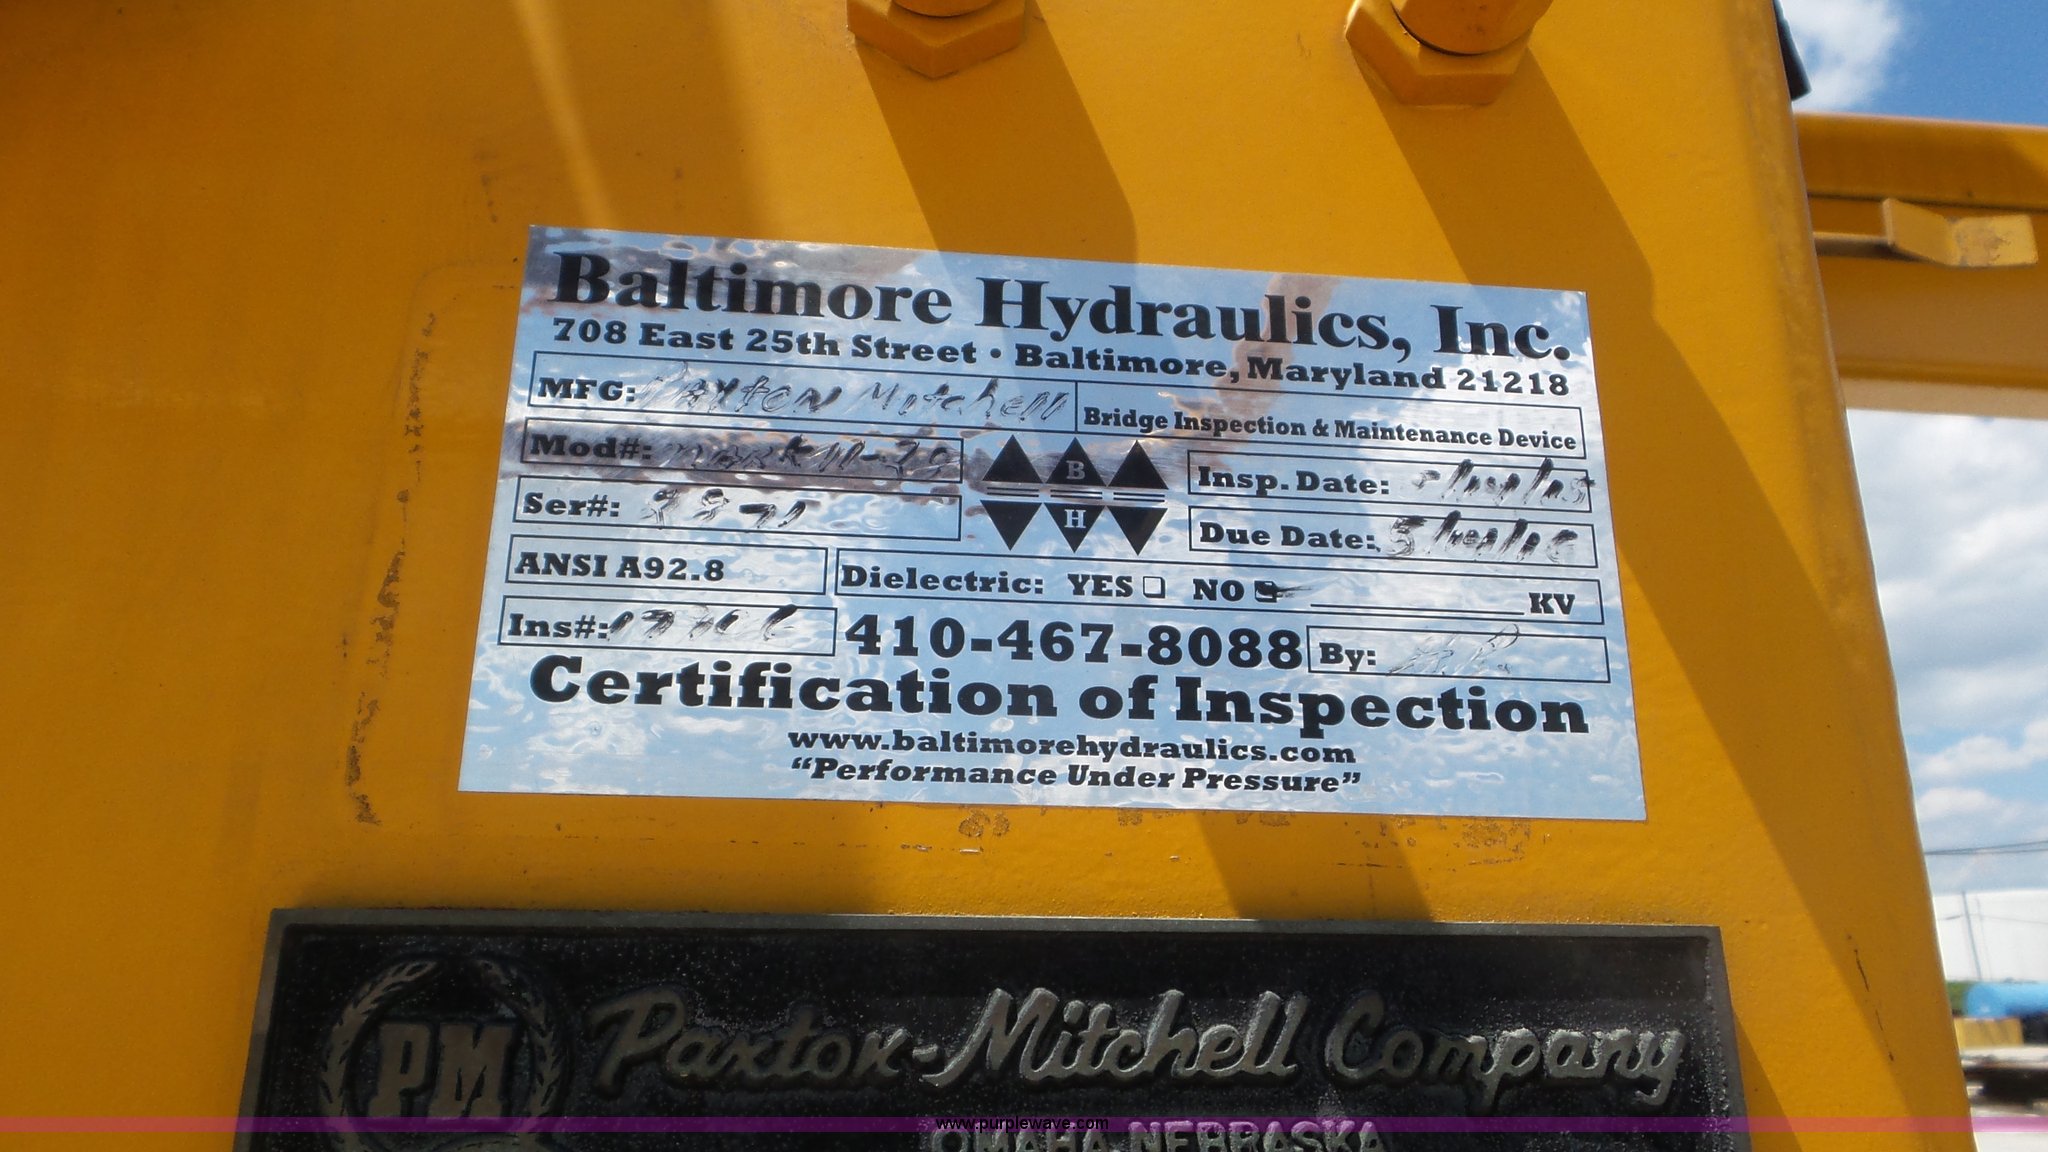 Baltimore Hydraulics, Inc.
708 East 25th Street • Baltimore, Maryland 21218
MFG: Paxton Mitchell
Bridge Inspection & Maintenance Device
Mod#:
B
Insp. Date:
Ser#:
H
Due Date:
ANSI A92.8
Dielectric: YES NO KV
Ins#:
410-467-8088
By:
Certification of Inspection
www.baltimorehydraulics.com
“Performance Under Pressure”
PM
Paxton-Mitchell Company
OMAHA, NEBRASKA
www.purplewave.com